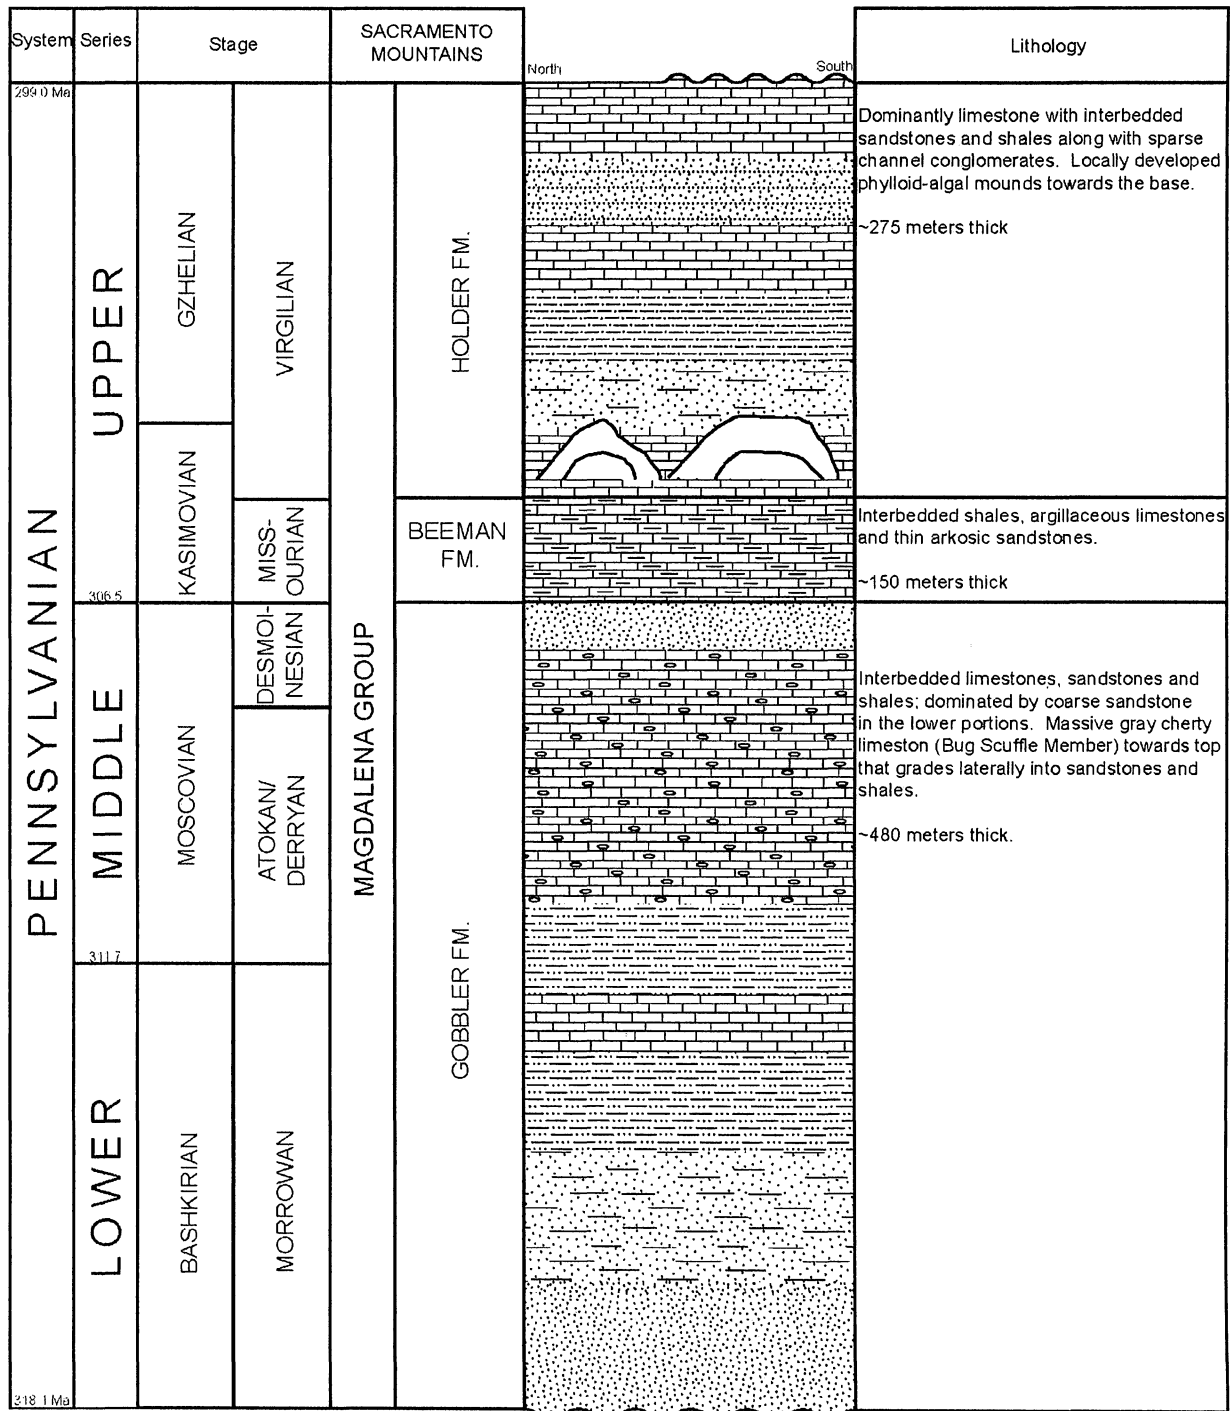 System
Series
Stage
SACRAMENTO
MOUNTAINS
North
South
Lithology
299.0 Ma
306.5
311.7
318.1 Ma
PENNSYLVANIAN
UPPER
MIDDLE
LOWER
GZHELIAN
KASIMOVIAN
MOSCOVIAN
BASHKIRIAN
VIRGILIAN
MISS-
OURIAN
DESMOI-
NESIAN
ATOKAN/
DERRYAN
MORROWAN
MAGDALENA GROUP
HOLDER FM.
BEEMAN
FM.
GOBBLER FM.
Dominantly limestone with interbedded
sandstones and shales along with sparse
channel conglomerates. Locally developed
phylloid-algal mounds towards the base.
~275 meters thick
Interbedded shales, argillaceous limestones
and thin arkosic sandstones.
~150 meters thick
Interbedded limestones, sandstones and
shales; dominated by coarse sandstone
in the lower portions. Massive gray cherty
limeston (Bug Scuffle Member) towards top
that grades laterally into sandstones and
shales.
~480 meters thick.